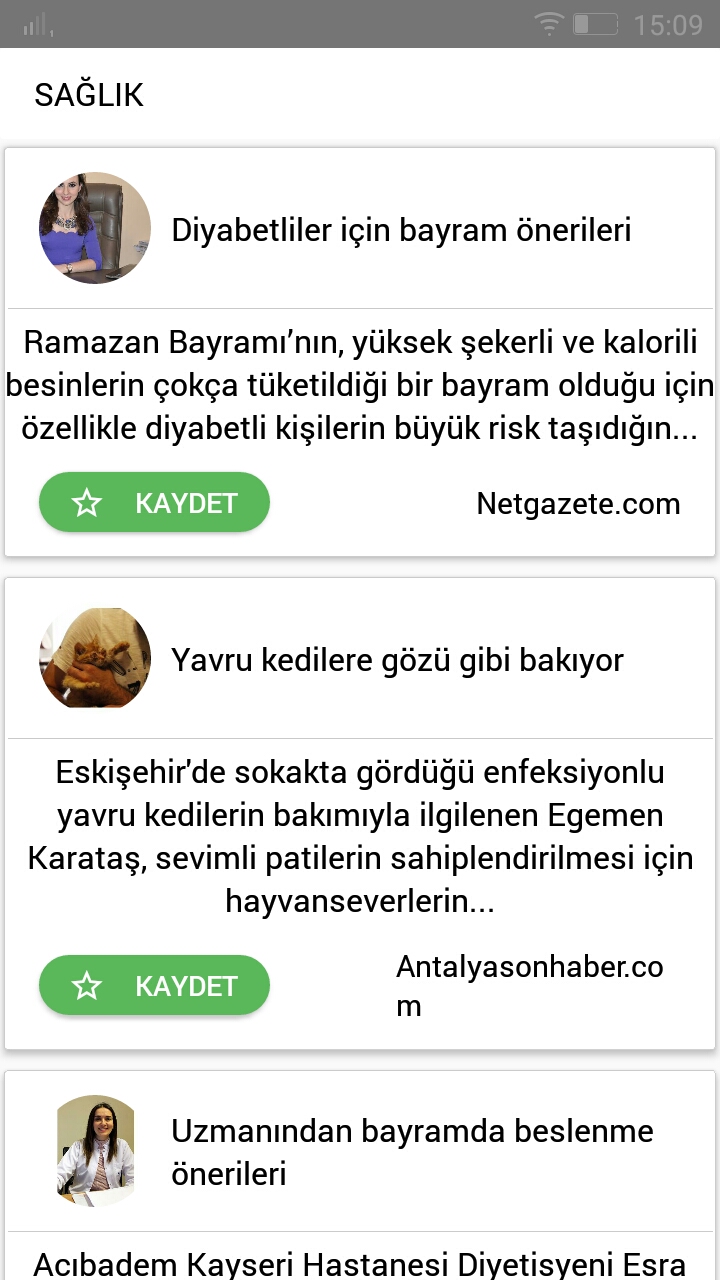 15:09
SAĞLIK
Diyabetliler için bayram önerileri
Ramazan Bayramı’nın, yüksek şekerli ve kalorili
besinlerin çokça tüketildiği bir bayram olduğu için
özellikle diyabetli kişilerin büyük risk taşıdığın...
KAYDET
Netgazete.com
Yavru kedilere gözü gibi bakıyor
Eskişehir'de sokakta gördüğü enfeksiyonlu
yavru kedilerin bakımıyla ilgilenen Egemen
Karataş, sevimli patilerin sahiplendirilmesi için
hayvanseverlerin...
KAYDET
Antalyasonhaber.co
m
Uzmanından bayramda beslenme
önerileri
Acıbadem Kayseri Hastanesi Diyetisyeni Esra